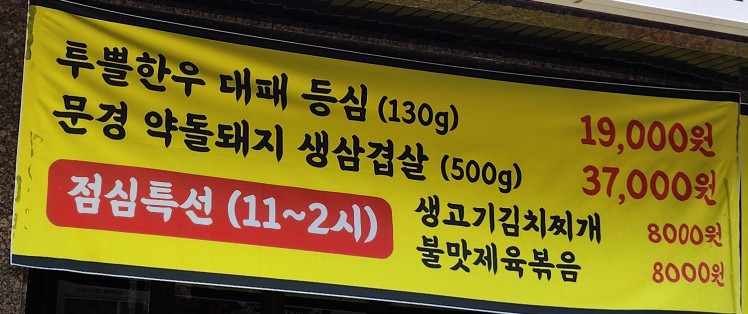 투쁠한우 대패 등심 (130g) 19,000원
문경 약돌돼지 생삼겹살 (500g) 37,000원
점심특선 (11~2시)
생고기김치찌개 8000원
불맛제육볶음 8000원